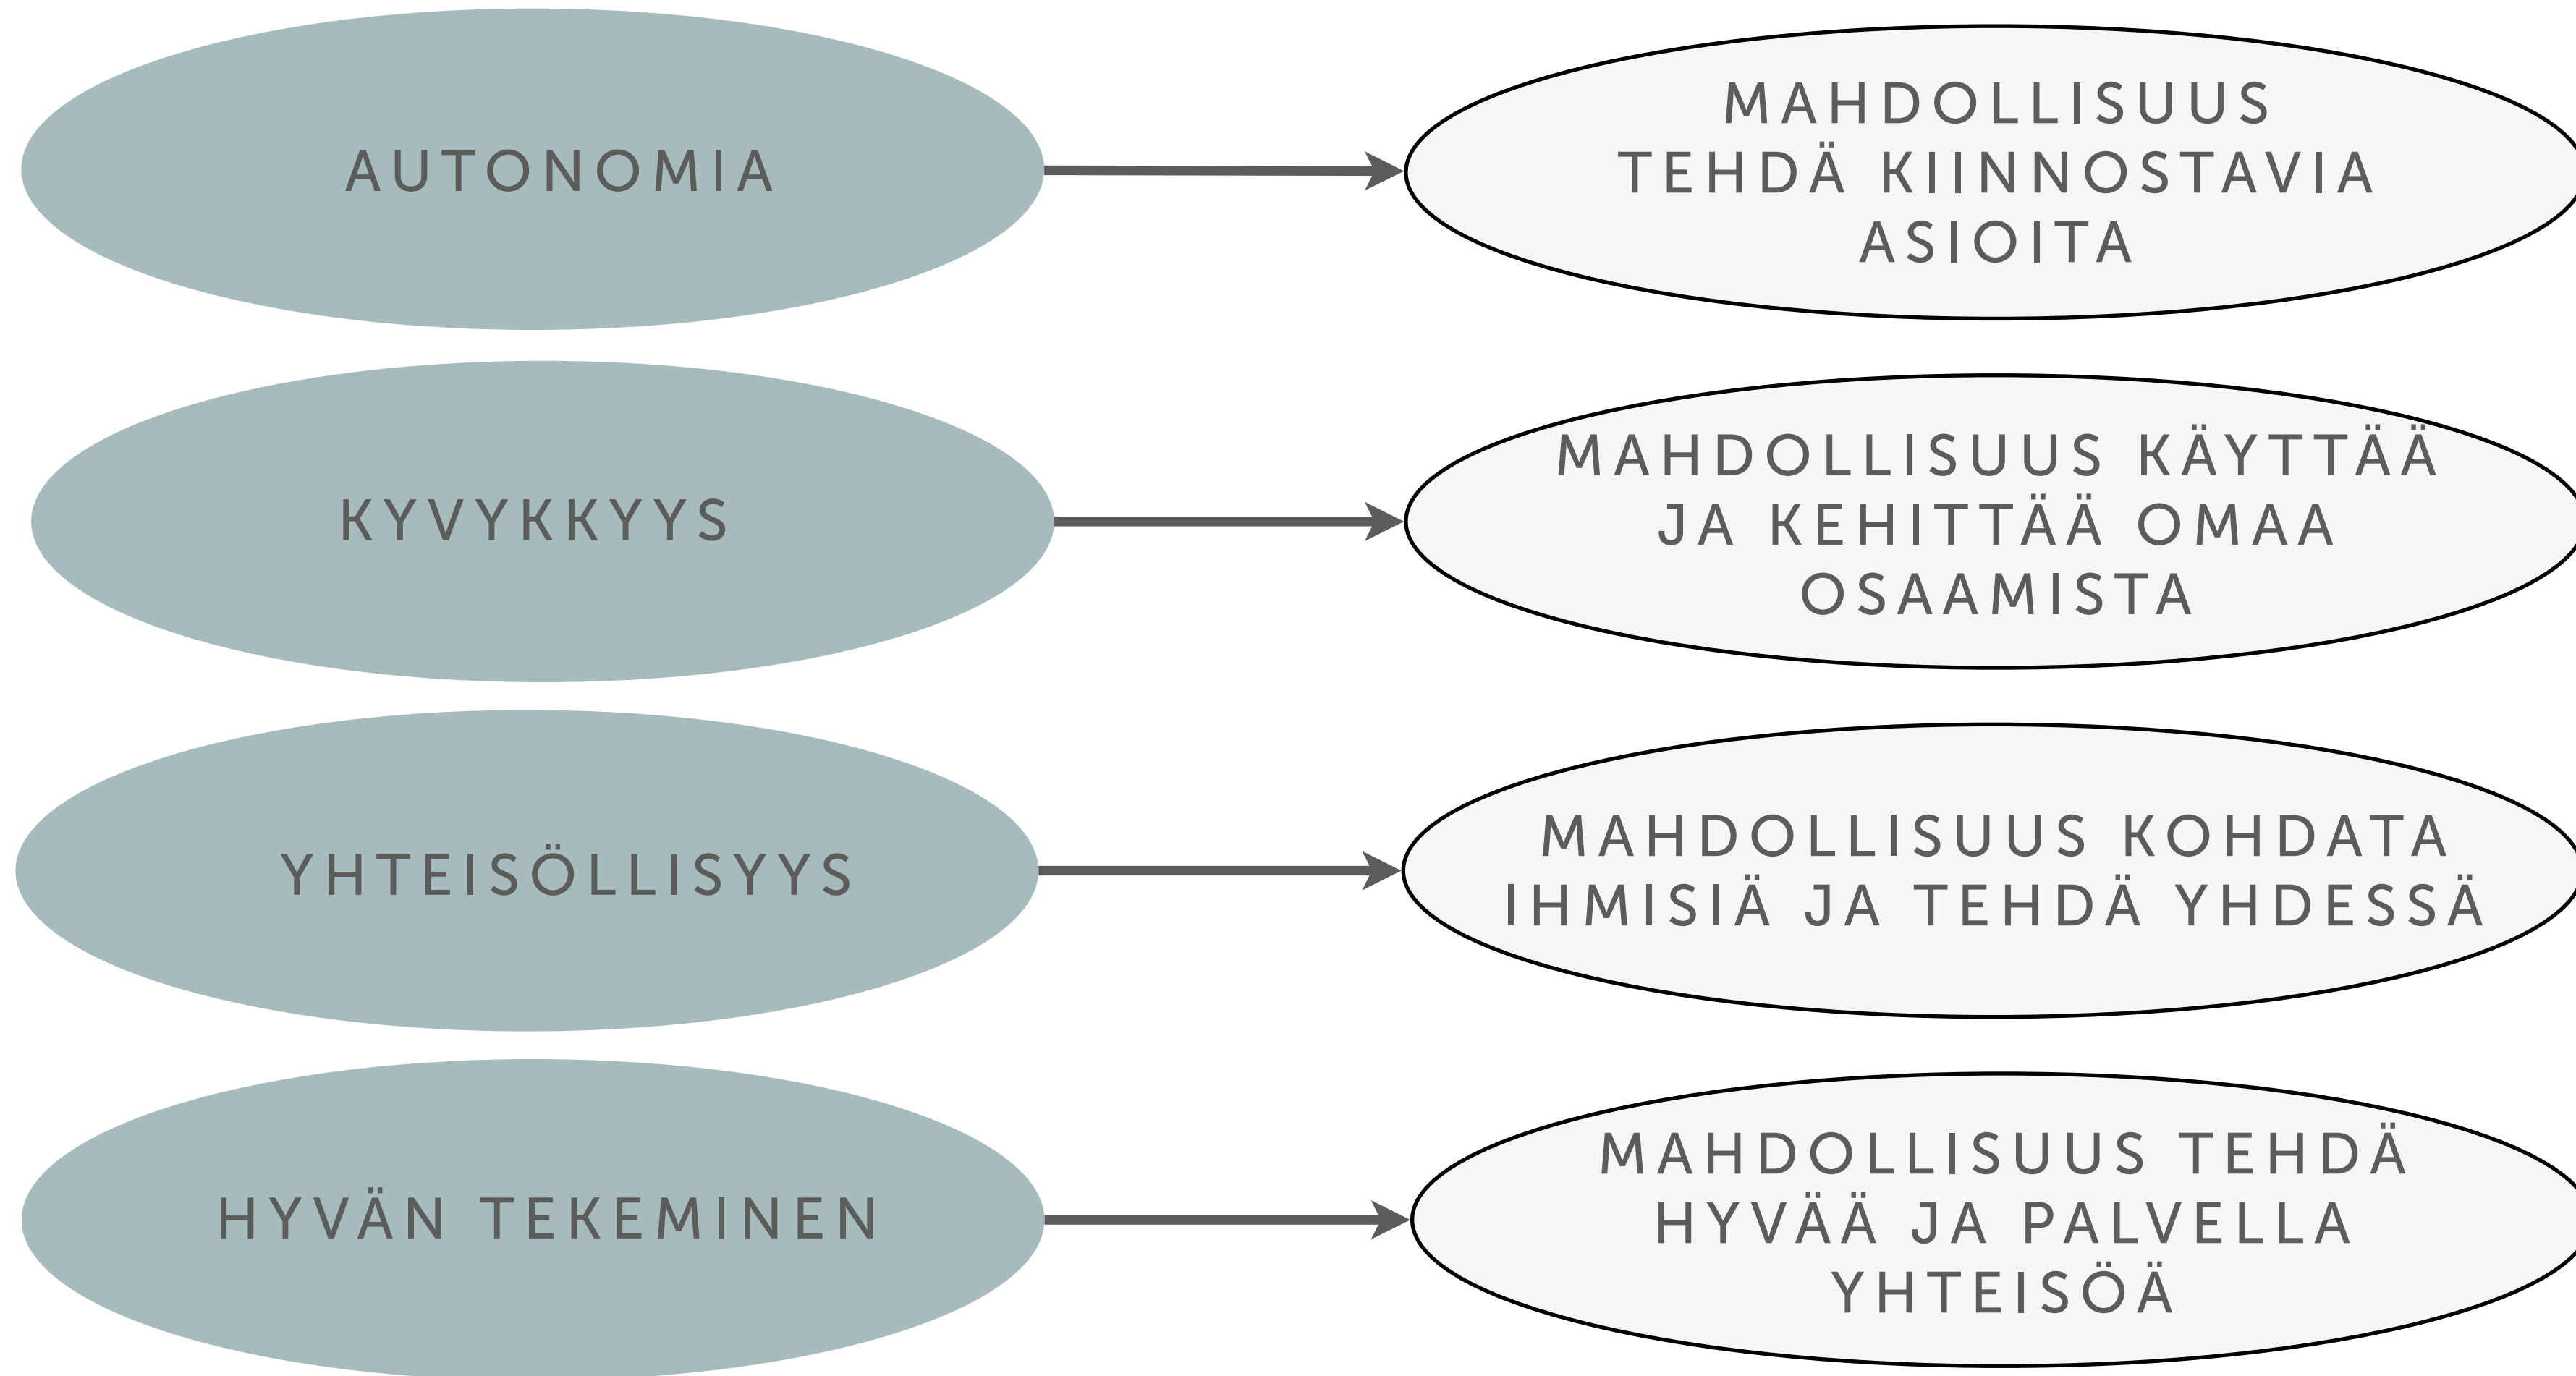 AUTONOMIA
MAHDOLLISUUS
TEHDÄ KIINNOSTAVIA
ASIOITA
KYVYKKYYS
MAHDOLLISUUS KÄYTTÄÄ
JA KEHITTÄÄ OMAA
OSAAMISTA
YHTEISÖLLISYYS
MAHDOLLISUUS KOHDATA
IHMISIÄ JA TEHDÄ YHDESSÄ
HYVÄN TEKEMINEN
MAHDOLLISUUS TEHDÄ
HYVÄÄ JA PALVELLA
YHTEISÖÄ